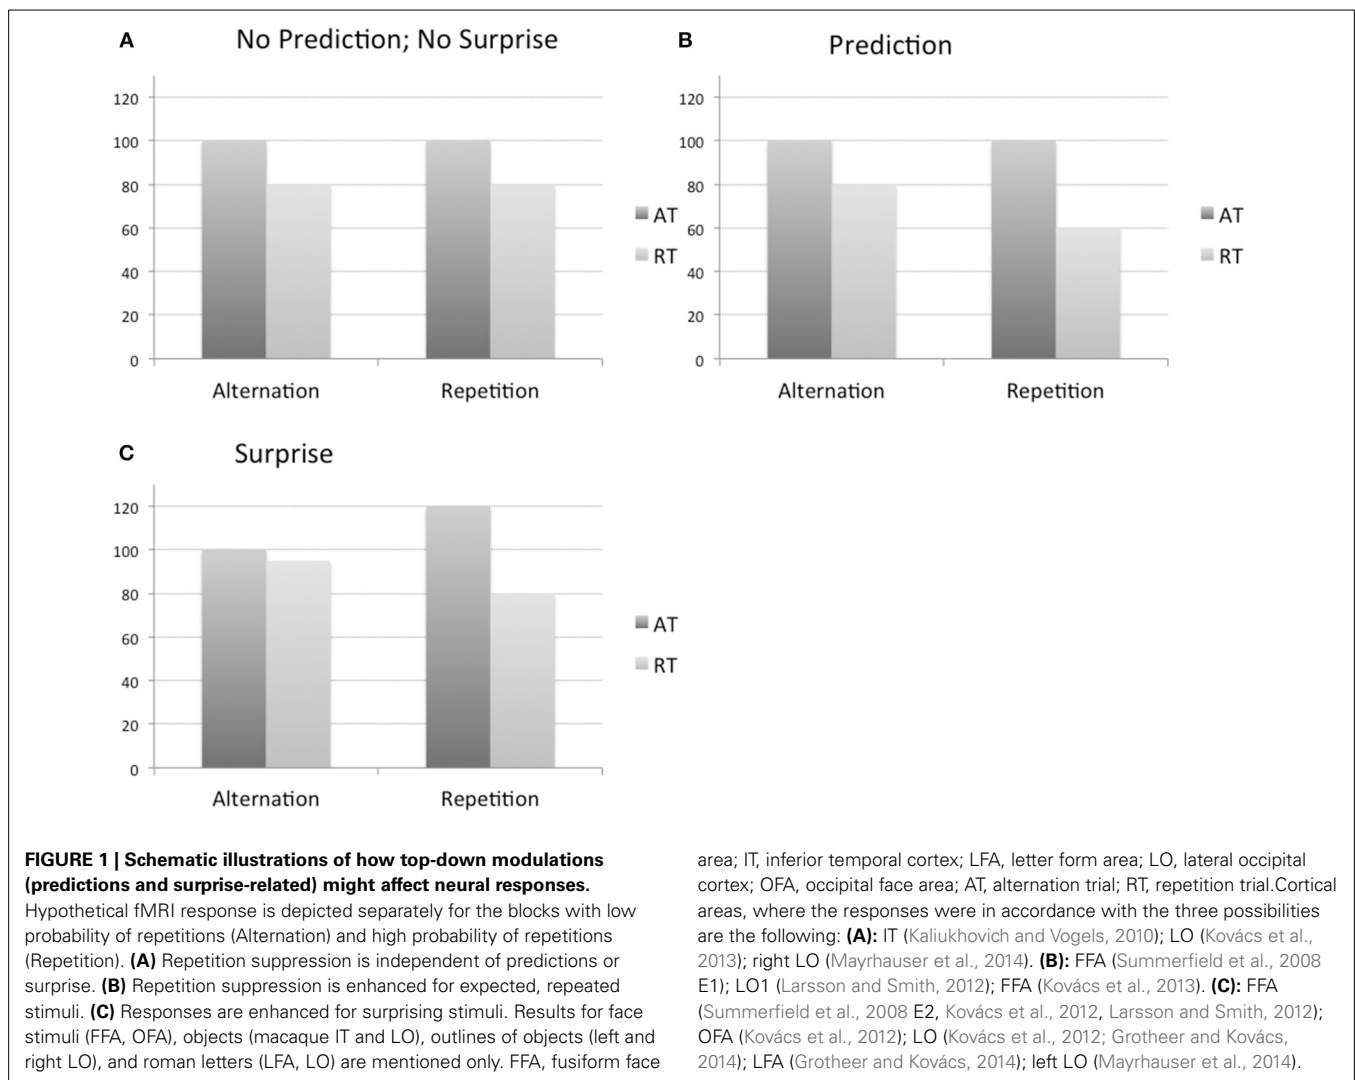 A
No Prediction; No Surprise
120
100
80
60
40
20
0
Alternation
Repetition
AT
RT
B
Prediction
120
100
80
60
40
20
0
Alternation
Repetition
AT
RT
C
Surprise
120
100
80
60
40
20
0
Alternation
Repetition
AT
RT
FIGURE 1 | Schematic illustrations of how top-down modulations
(predictions and surprise-related) might affect neural responses.
Hypothetical fMRI response is depicted separately for the blocks with low
probability of repetitions (Alternation) and high probability of repetitions
(Repetition). (A) Repetition suppression is independent of predictions or
surprise. (B) Repetition suppression is enhanced for expected, repeated
stimuli. (C) Responses are enhanced for surprising stimuli. Results for face
stimuli (FFA, OFA), objects (macaque IT and LO), outlines of objects (left and
right LO), and roman letters (LFA, LO) are mentioned only. FFA, fusiform face
area; IT, inferior temporal cortex; LFA, letter form area; LO, lateral occipital
cortex; OFA, occipital face area; AT, alternation trial; RT, repetition trial.Cortical
areas, where the responses were in accordance with the three possibilities
are the following: (A): IT (Kaliukhovich and Vogels, 2010); LO (Kovács et al.,
2013); right LO (Mayrhauser et al., 2014). (B): FFA (Summerfield et al., 2008
E1); LO1 (Larsson and Smith, 2012); FFA (Kovács et al., 2013). (C): FFA
(Summerfield et al., 2008 E2, Kovács et al., 2012, Larsson and Smith, 2012);
OFA (Kovács et al., 2012); LO (Kovács et al., 2012; Grotheer and Kovács,
2014); LFA (Grotheer and Kovács, 2014); left LO (Mayrhauser et al., 2014).